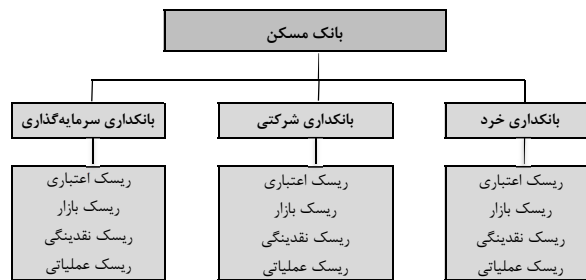 بانک مسکن
بانکداری خرد
بانکداری شرکتی
بانکداری سرمایه‌گذاری
ریسک اعتباری
ریسک بازار
ریسک نقدینگی
ریسک عملیاتی
ریسک اعتباری
ریسک بازار
ریسک نقدینگی
ریسک عملیاتی
ریسک اعتباری
ریسک بازار
ریسک نقدینگی
ریسک عملیاتی